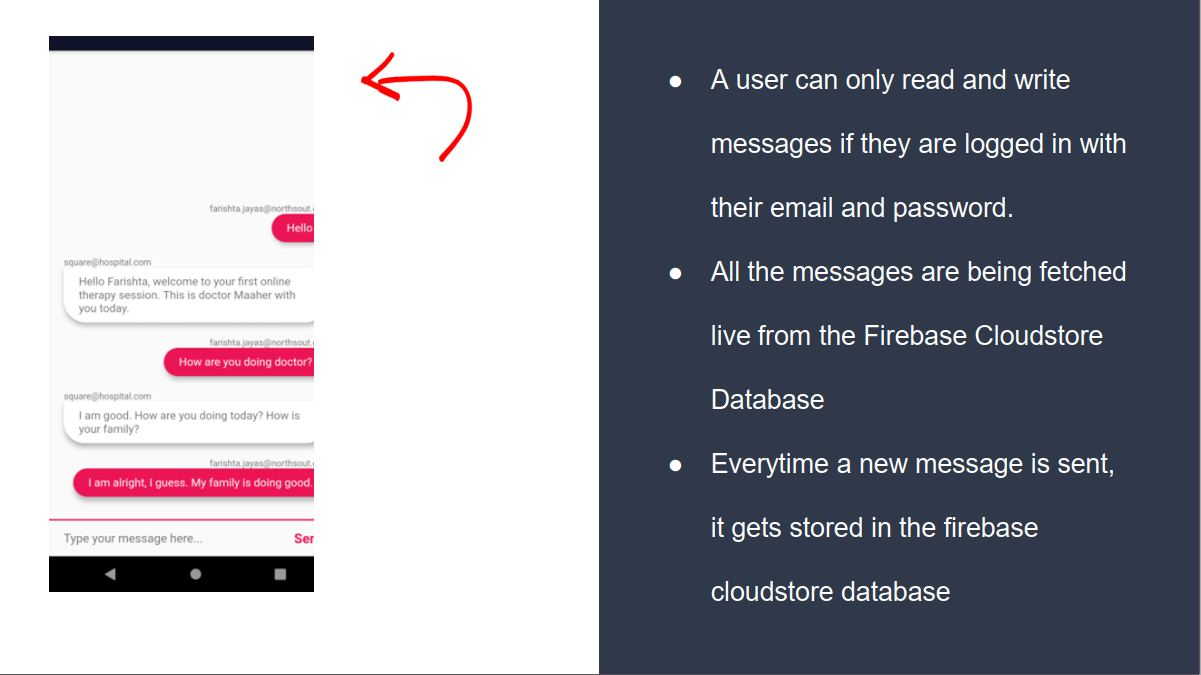 farishta.jayas@northsout.
Hello
square@hospital.com
Hello Farishta, welcome to your first online
therapy session. This is doctor Maaher with
you today.
farishta.jayas@northsout.
How are you doing doctor?
square@hospital.com
I am good. How are you doing today? How is
your family?
farishta.jayas@northsout.
I am alright, I guess. My family is doing good.
Type your message here...
● A user can only read and write
messages if they are logged in with
their email and password.
● All the messages are being fetched
live from the Firebase Cloudstore
Database
● Everytime a new message is sent,
it gets stored in the firebase
cloudstore database